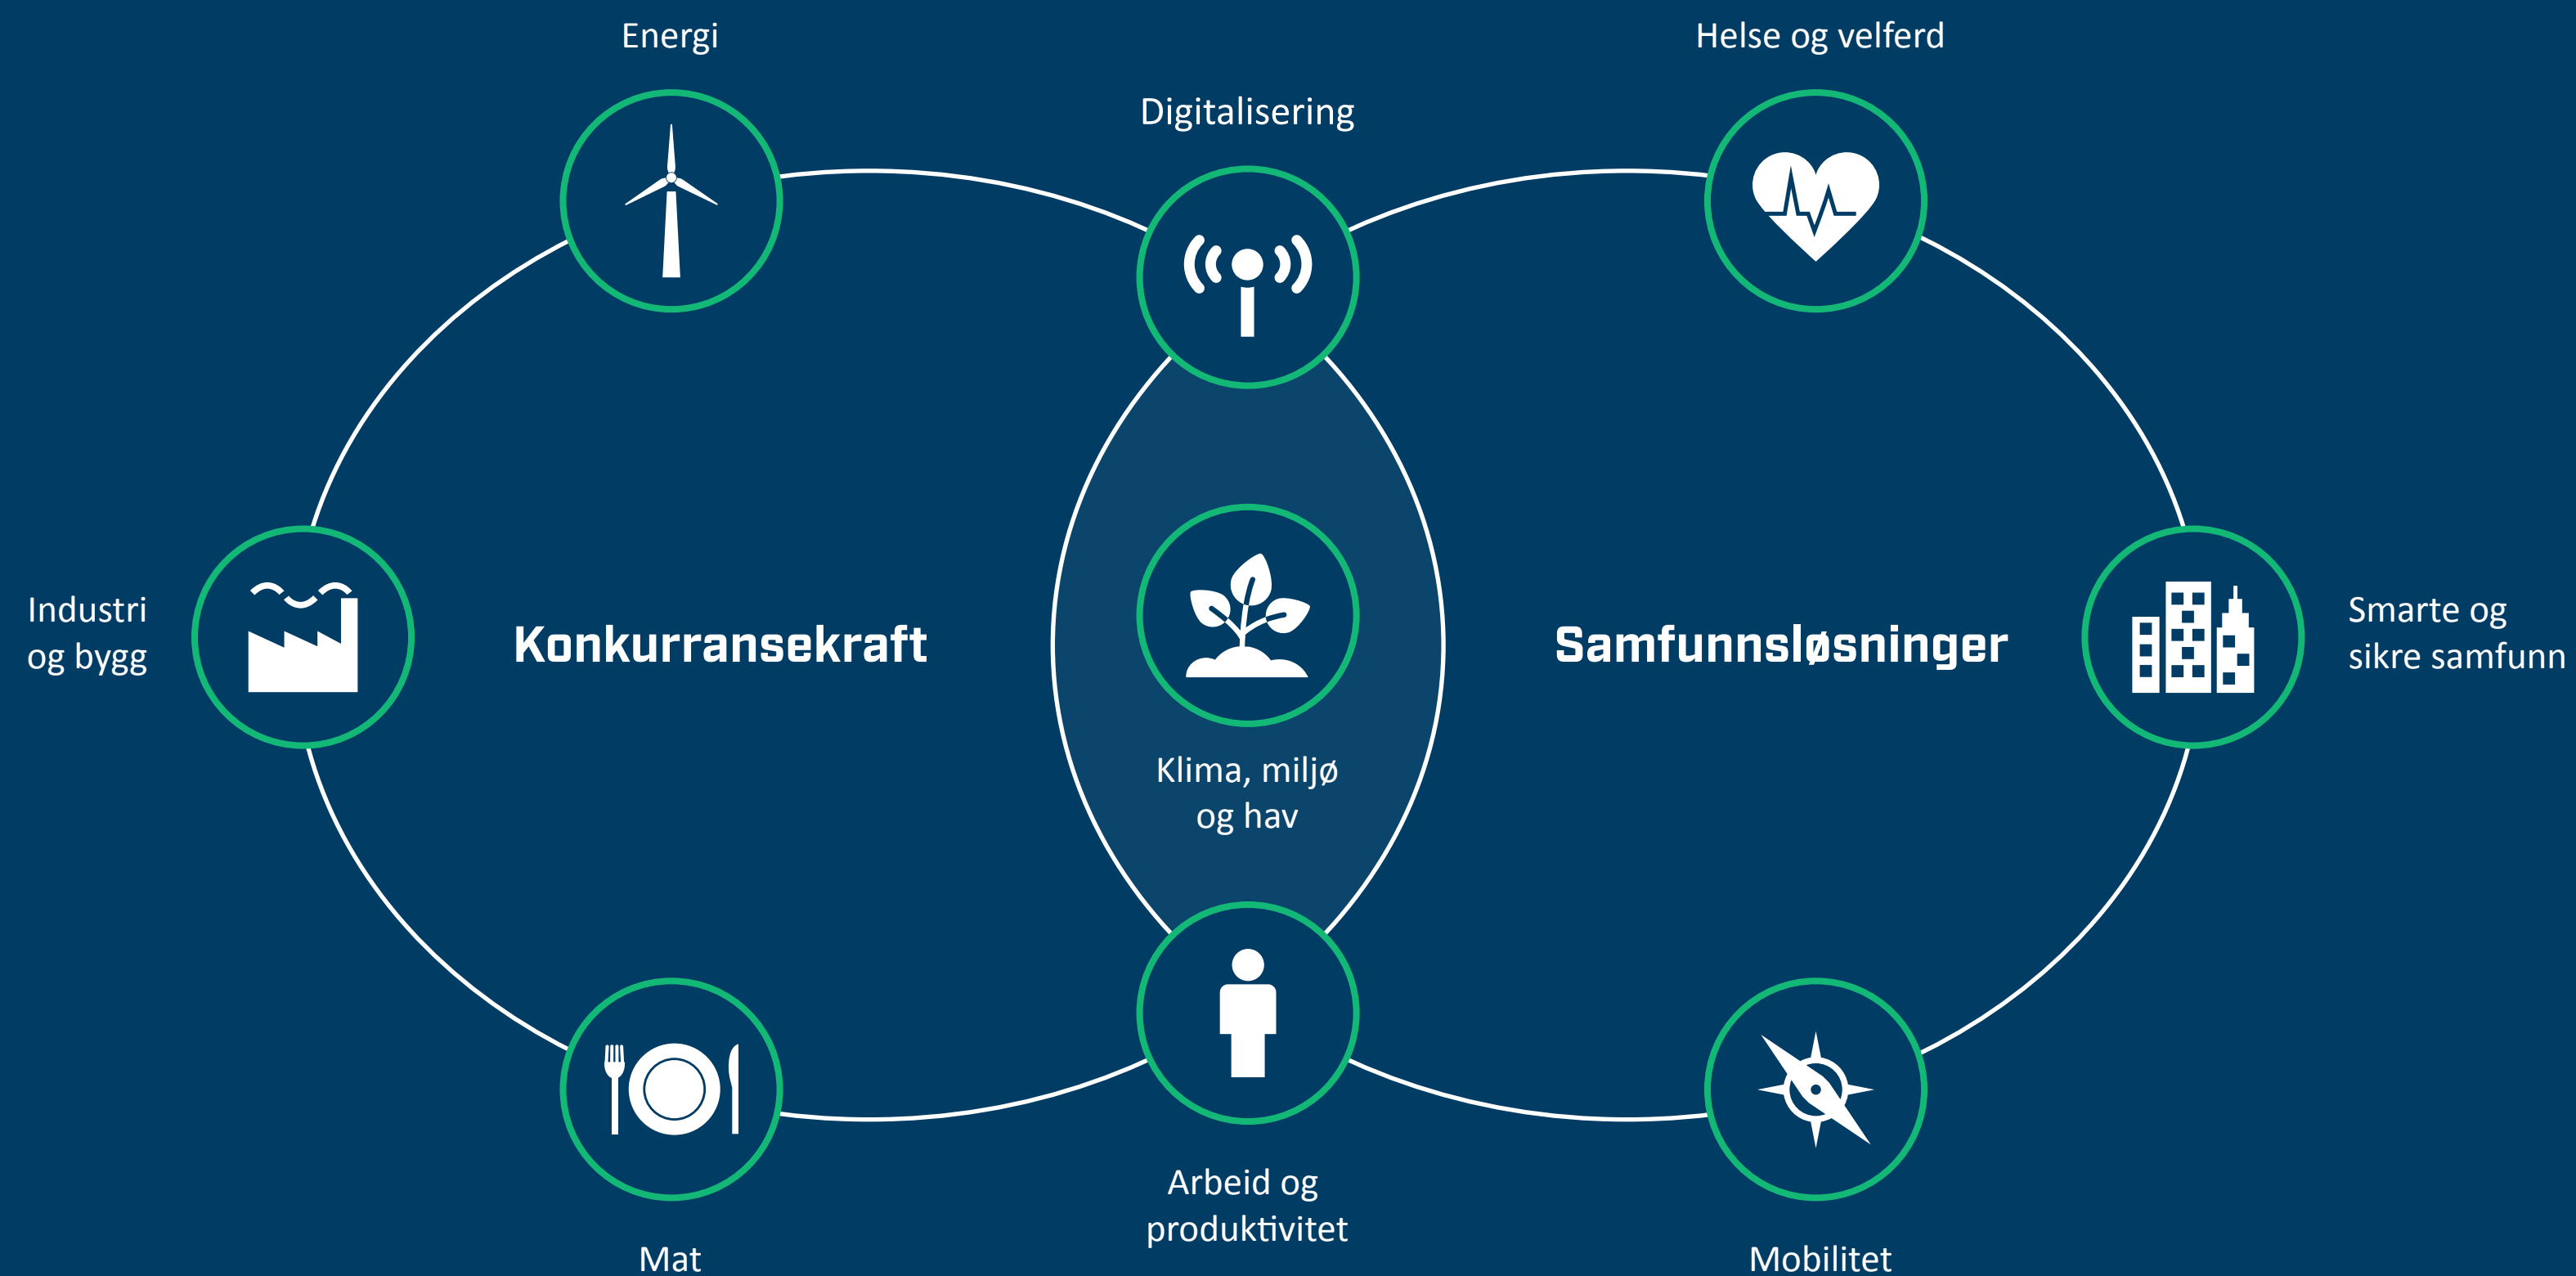 Energi
Helse og velferd
Digitalisering
Industri
og bygg
Konkurransekraft
Klima, miljø
og hav
Samfunnsløsninger
Smarte og
sikre samfunn
Arbeid og
produktivitet
Mat
Mobilitet